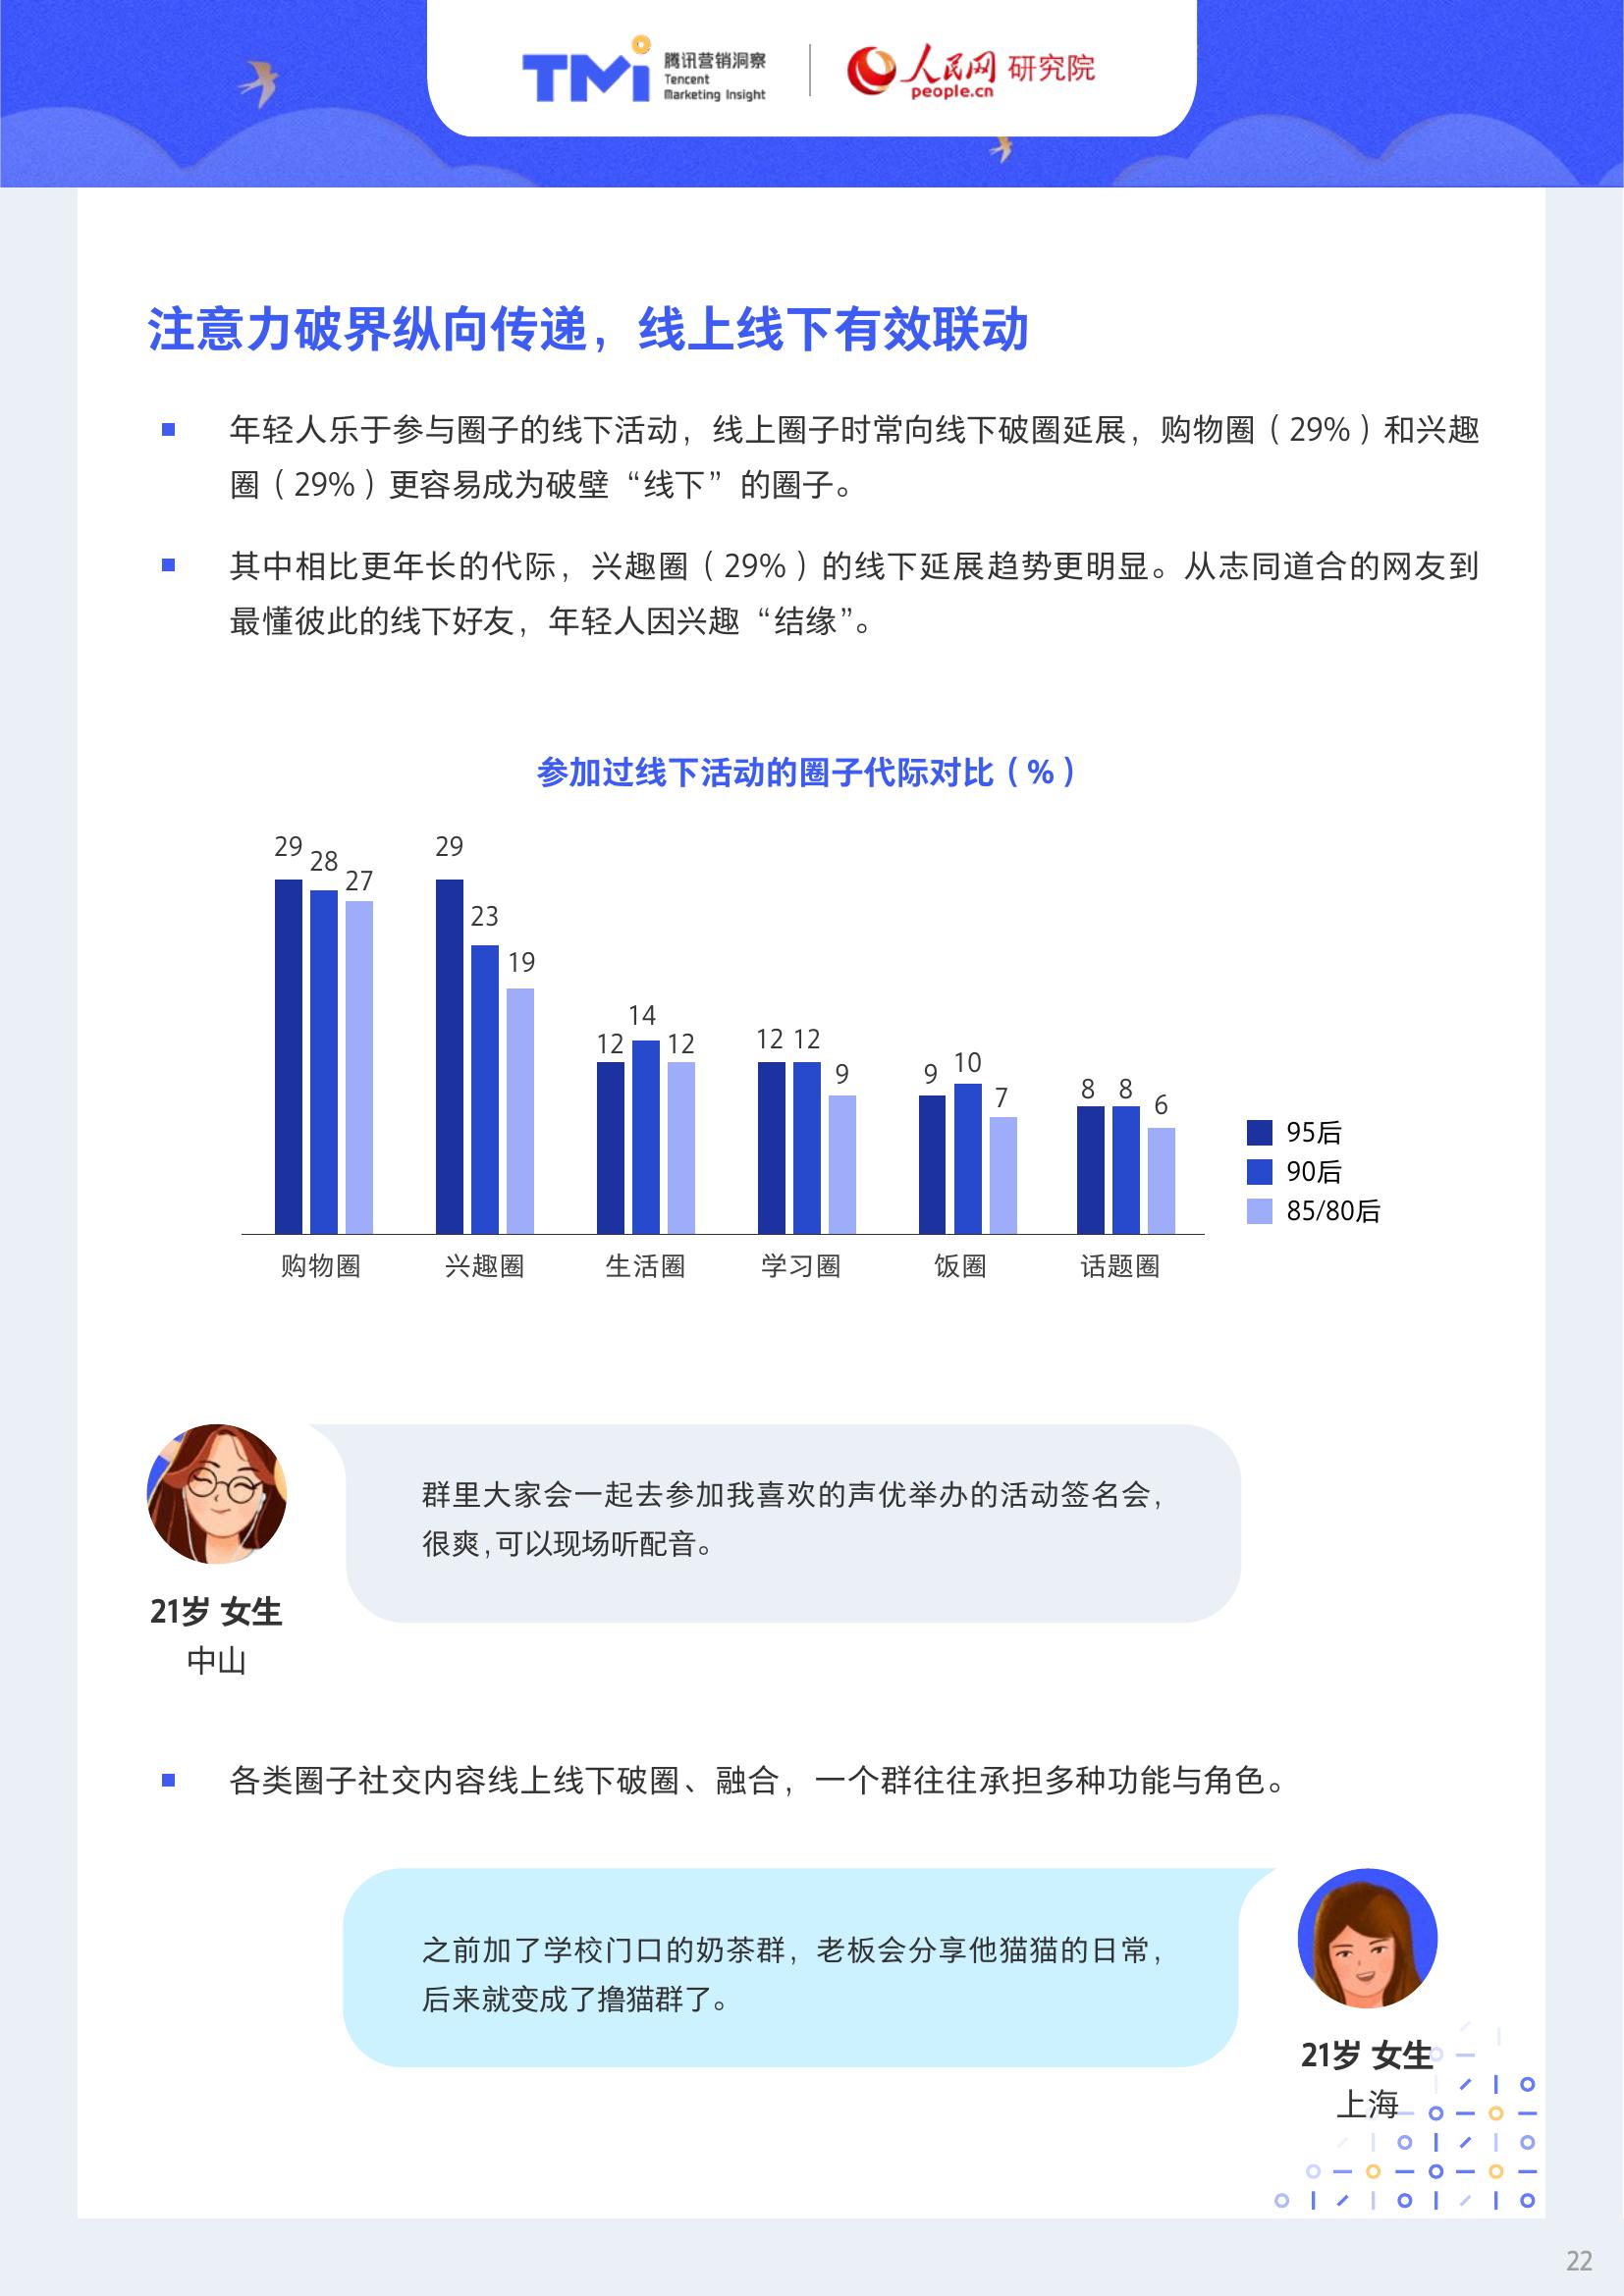 TMI 腾讯营销洞察
Tencent
Marketing Insight
人民网 研究院
people.cn
注意力破界纵向传递，线上线下有效联动
年轻人乐于参与圈子的线下活动，线上圈子时常向线下破圈延展，购物圈（29%）和兴趣
圈（29%）更容易成为破壁“线下”的圈子。
其中相比更年长的代际，兴趣圈（29%）的线下延展趋势更明显。从志同道合的网友到
最懂彼此的线下好友，年轻人因兴趣“结缘”。
参加过线下活动的圈子代际对比（%）
29 28 27
29 23 19
12 14 12
12 12 9
9 10 7
8 8 6
95后
90后
85/80后
购物圈 兴趣圈 生活圈 学习圈 饭圈 话题圈
群里大家会一起去参加我喜欢的声优举办的活动签名会，
很爽,可以现场听配音。
21岁 女生
中山
各类圈子社交内容线上线下破圈、融合，一个群往往承担多种功能与角色。
之前加了学校门口的奶茶群，老板会分享他猫猫的日常，
后来就变成了撸猫群了。
21岁 女生
上海
22